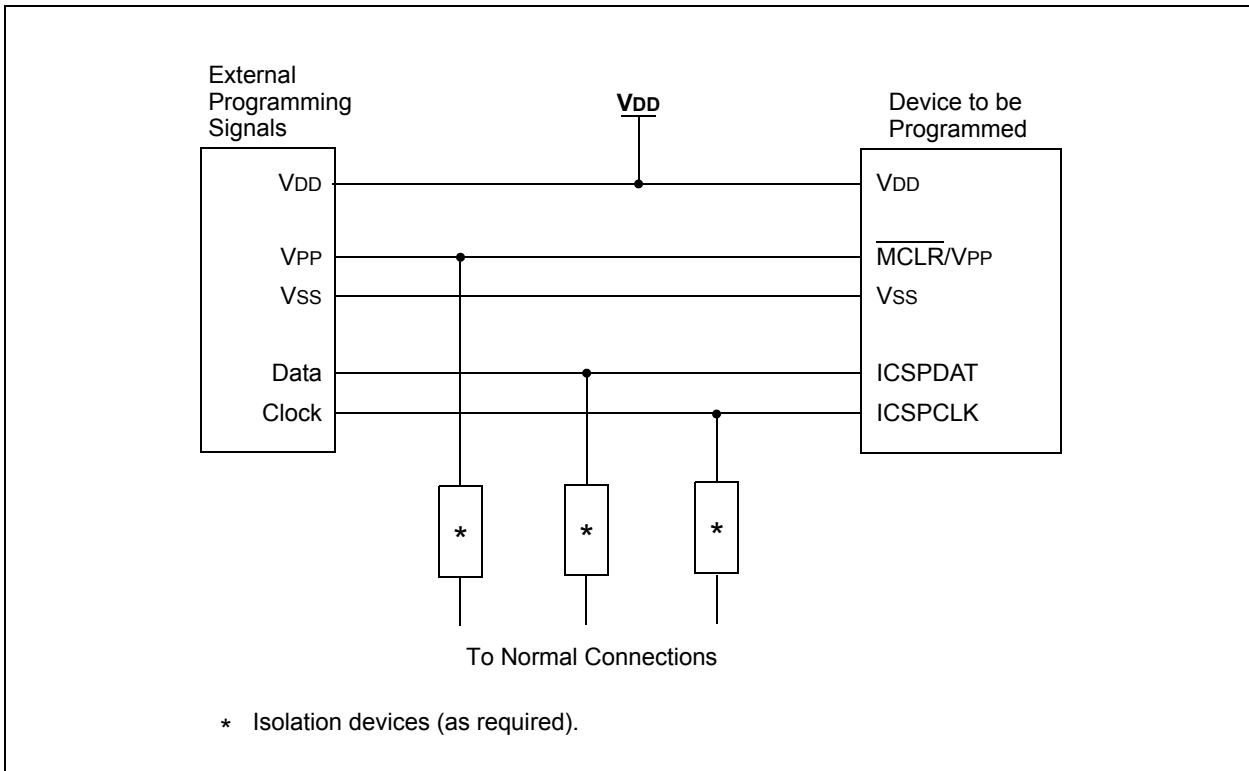 External
Programming
Signals
VDD
Device to be
Programmed
VDD
VDD
VPP
MCLR/VPP
VSS
VSS
Data
ICSPDAT
Clock
ICSPCLK
*
*
*
To Normal Connections
* Isolation devices (as required).